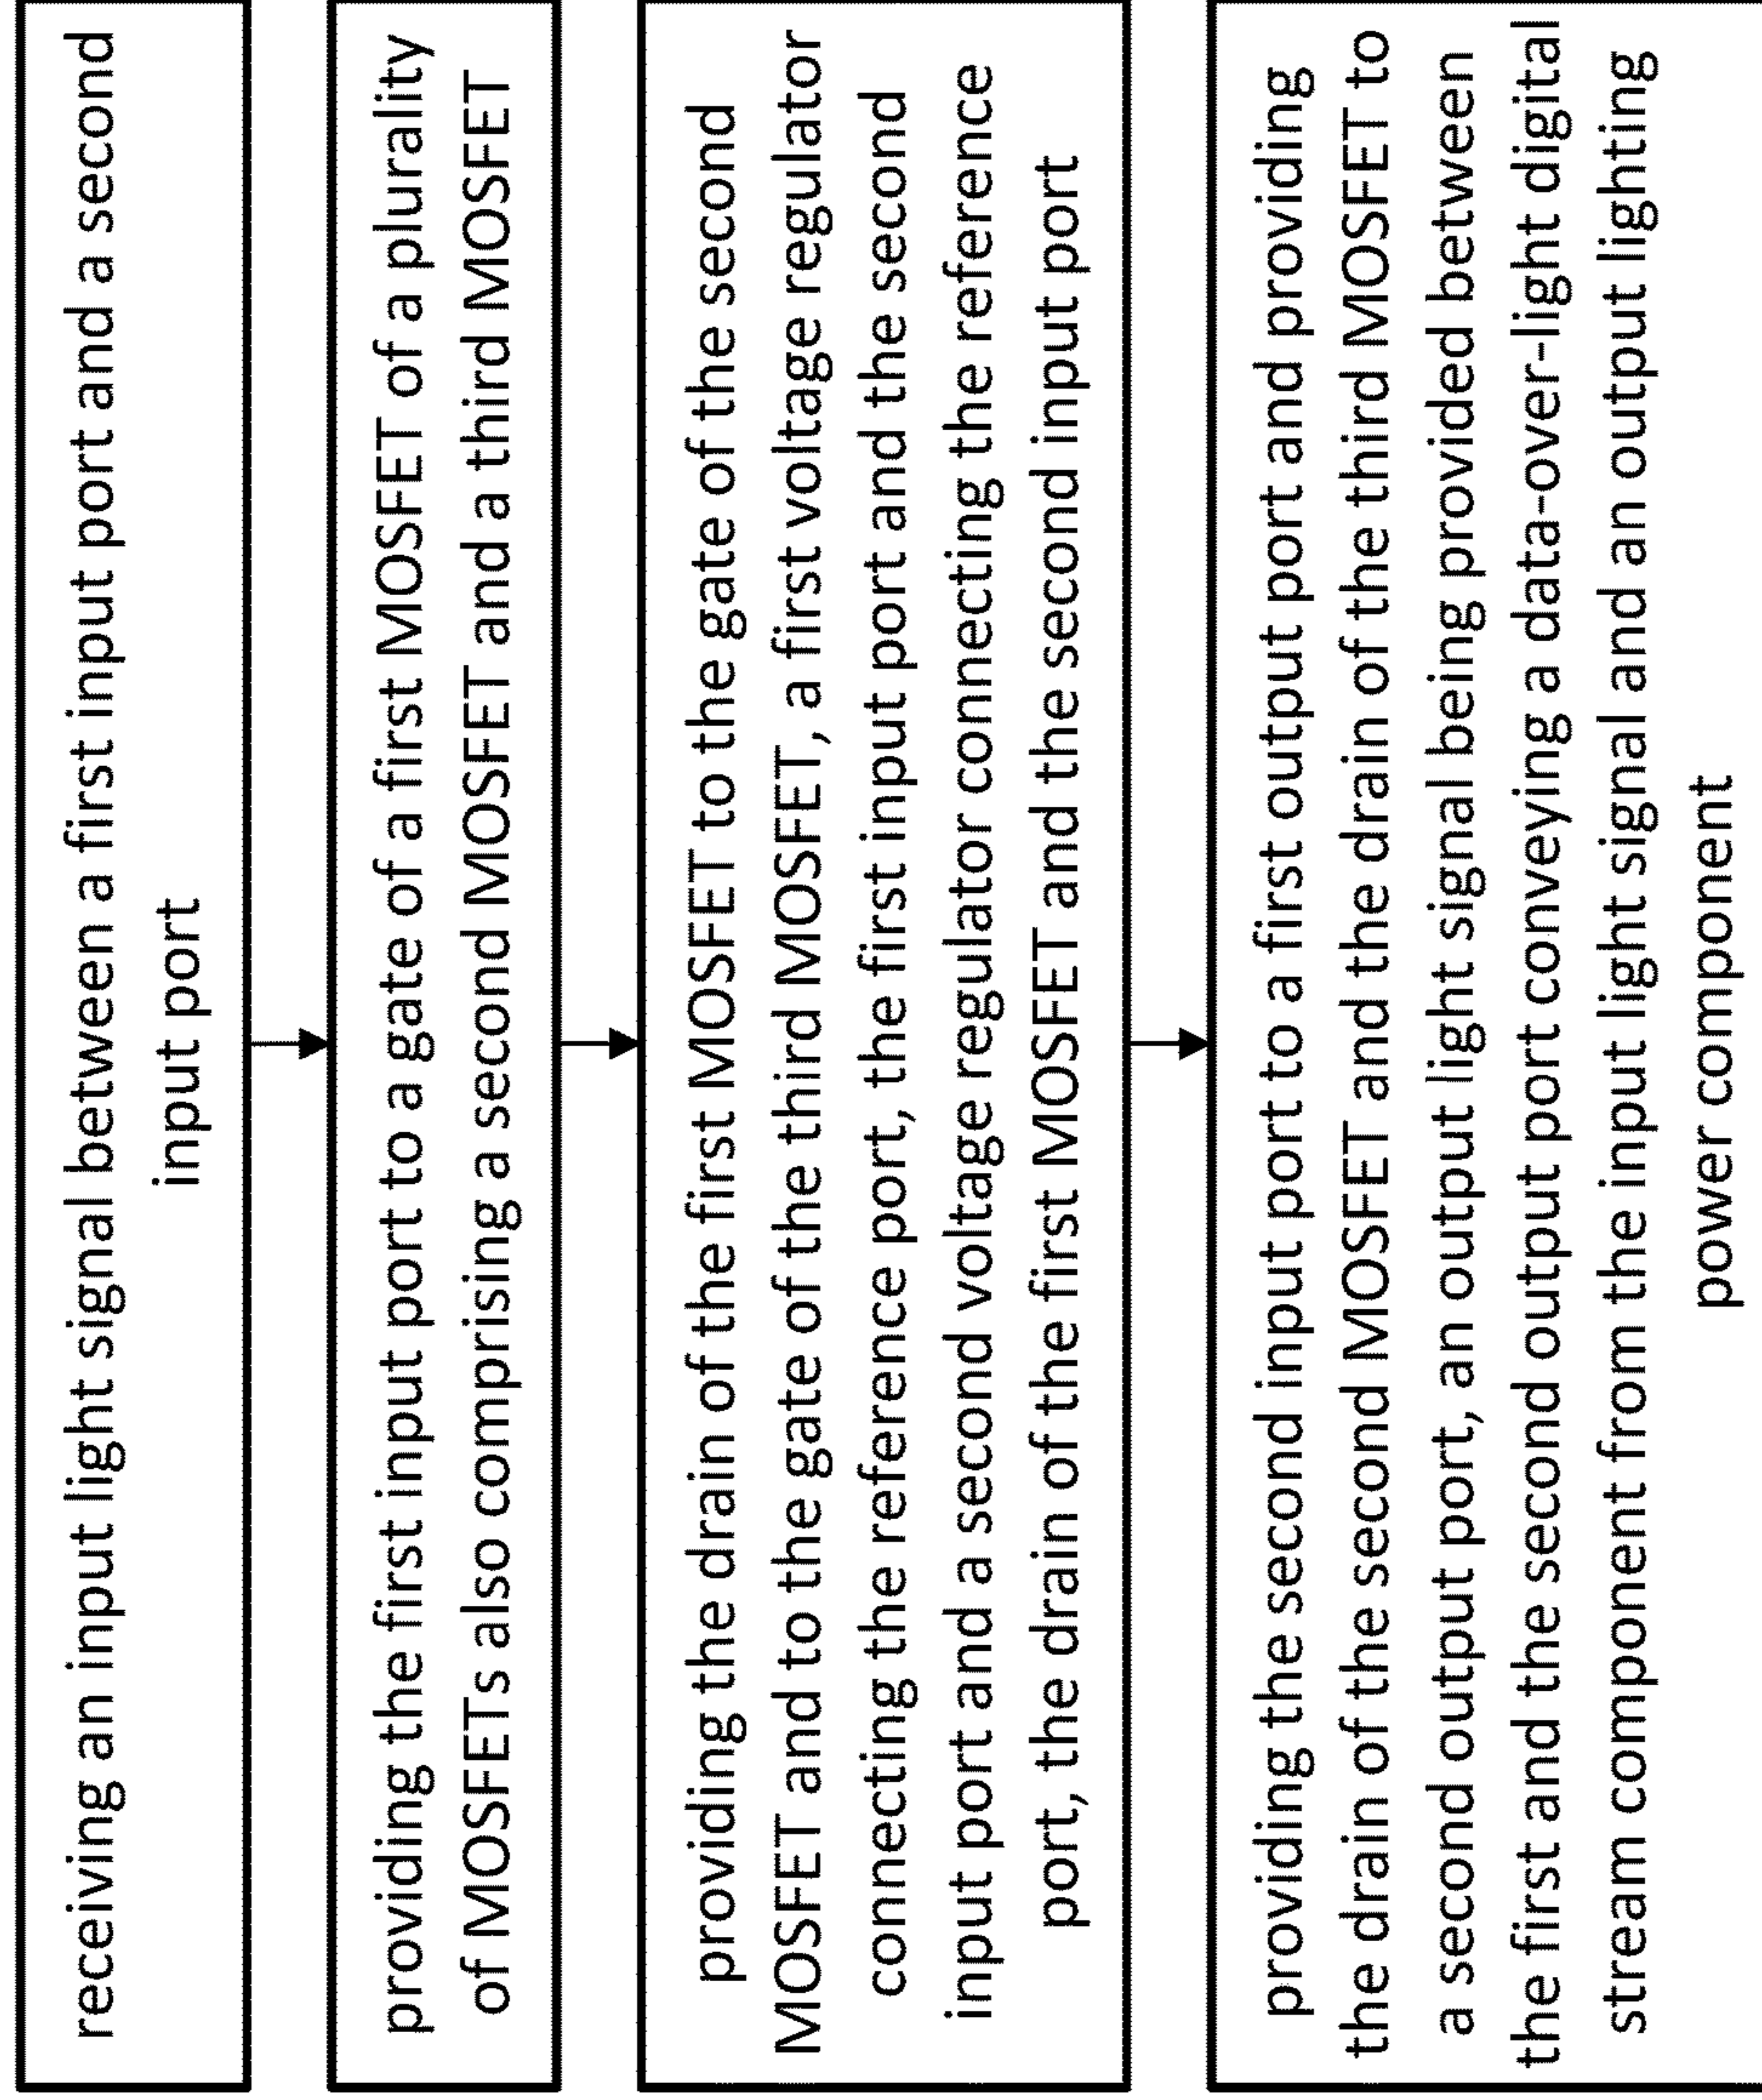 receiving an input light signal between a first input port and a second
input port
providing the first input port to a gate of a first MOSFET of a plurality
of MOSFETs also comprising a second MOSFET and a third MOSFET
providing the drain of the first MOSFET to the gate of the second
MOSFET and to the gate of the third MOSFET, a first voltage regulator
connecting the reference port, the first input port and the second
input port and a second voltage regulator connecting the reference
port, the drain of the first MOSFET and the second input port
providing the second input port to a first output port and providing
the drain of the second MOSFET and the drain of the third MOSFET to
a second output port, an output light signal being provided between
the first and the second output port conveying a data-over-light digital
stream component from the input light signal and an output lighting
power component